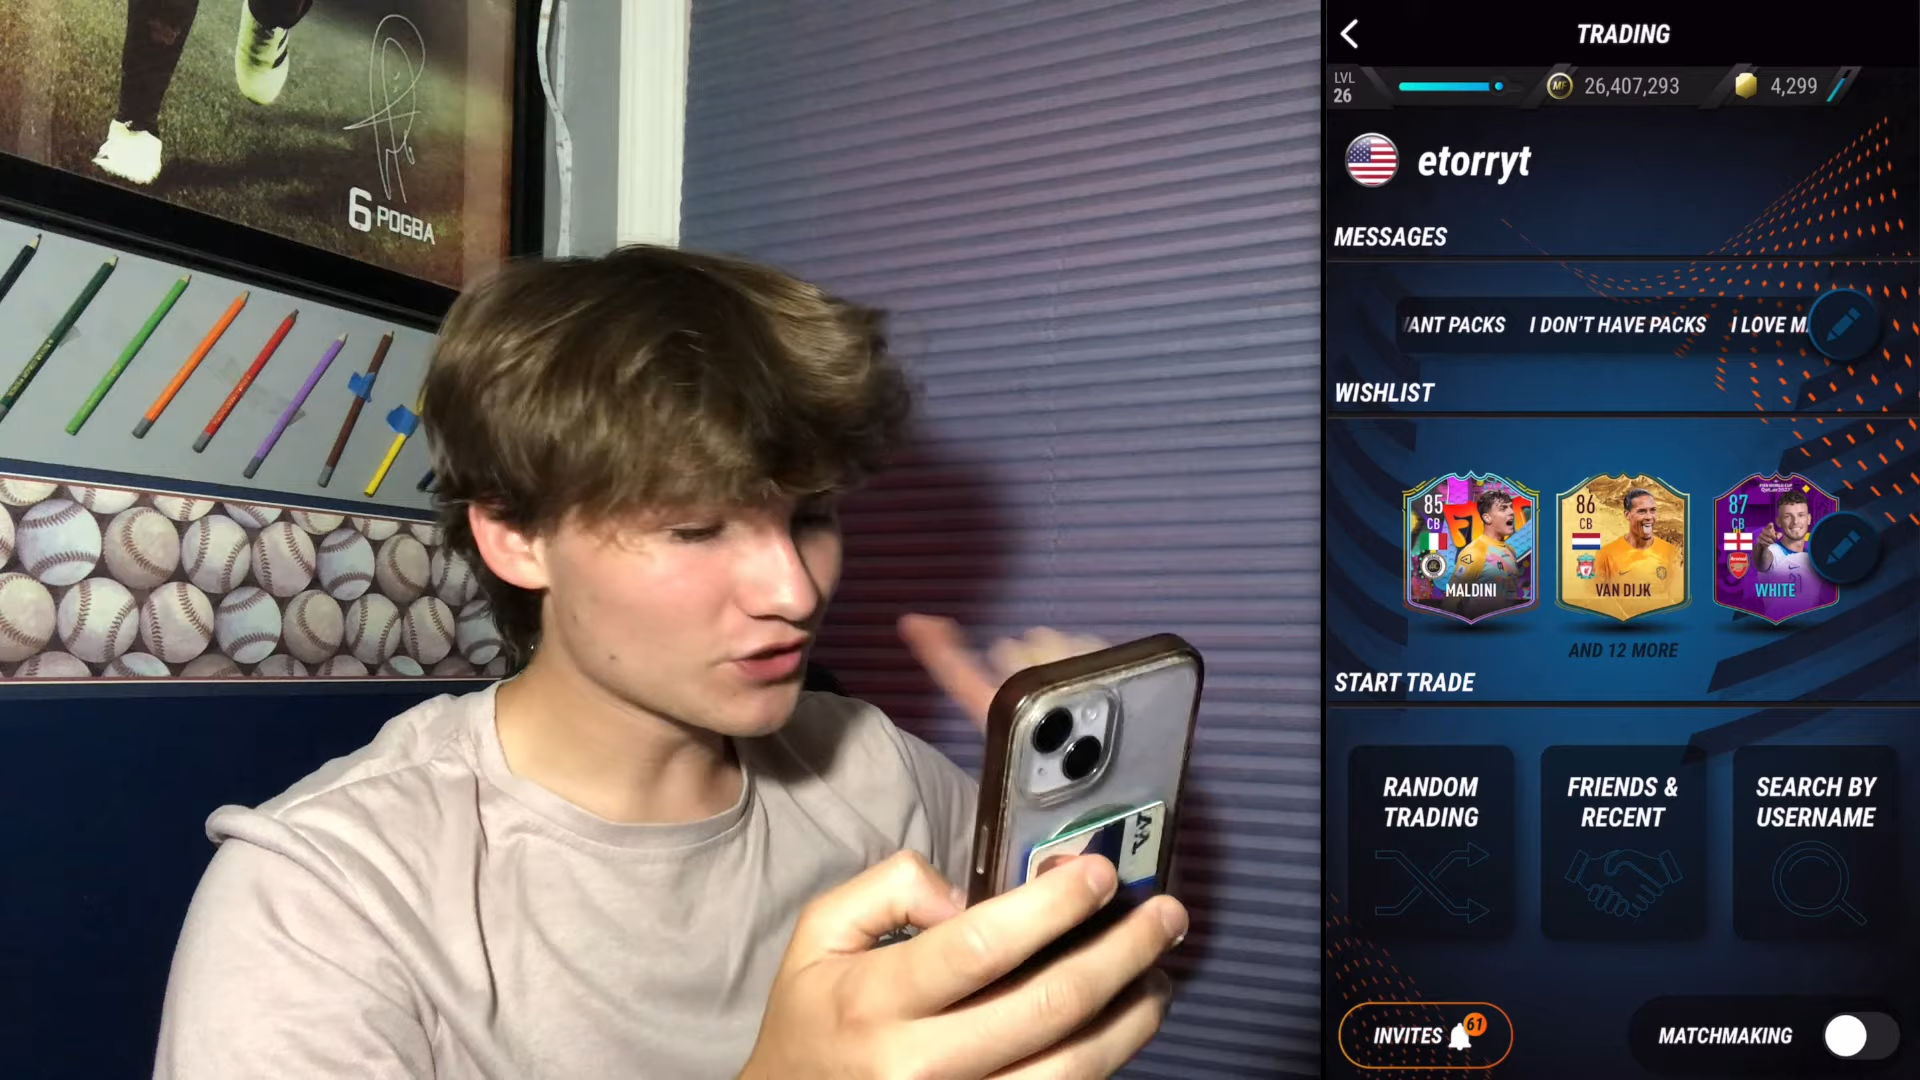 6 POGBA
TRADING
LVL
26
26,407,293
4,299
etorryt
MESSAGES
PACKS I DON'T HAVE PACKS I LOVE
WISHLIST
85
CB
MALDINI
86
CB
VAN DIJK
87
CB
WHITE
AND 12 MORE
START TRADE
RANDOM
TRADING
FRIENDS &
RECENT
SEARCH BY
USERNAME
INVITES 61
MATCHMAKING